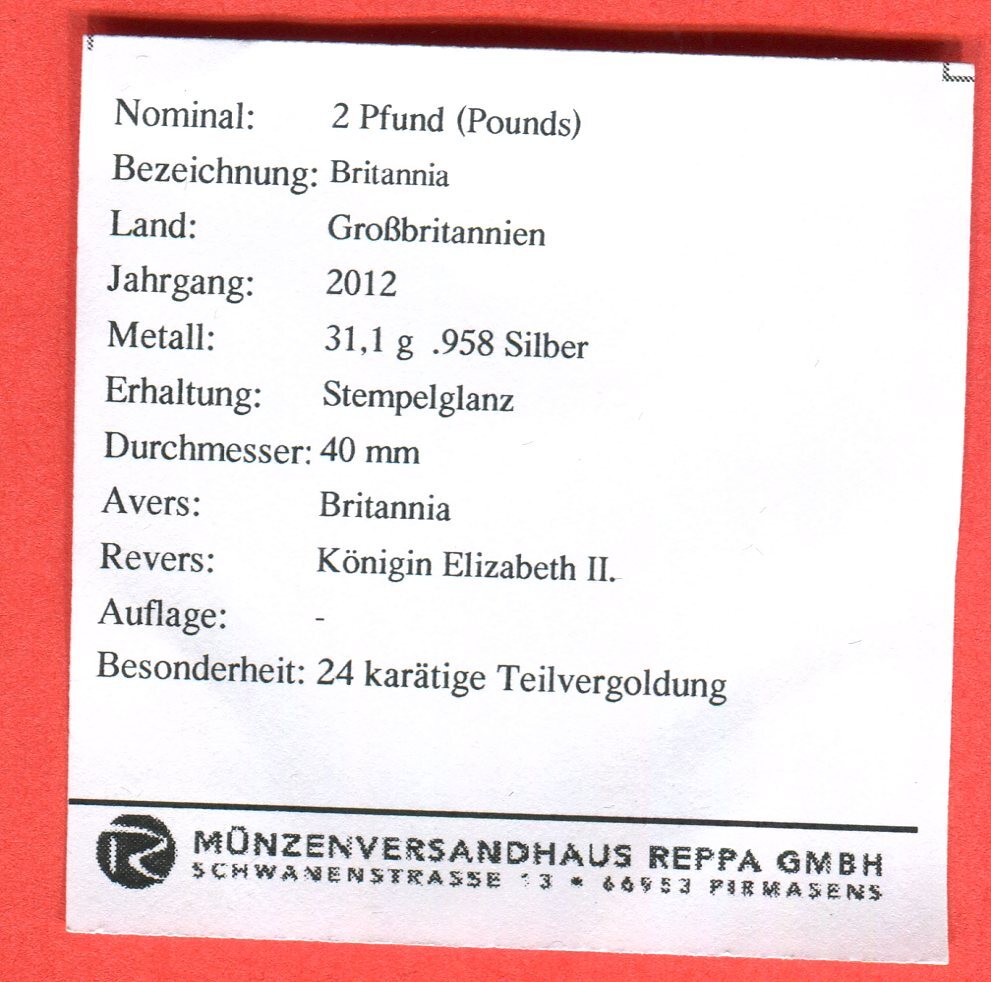 Nominal: 2 Pfund (Pounds)
Bezeichnung: Britannia
Land: Großbritannien
Jahrgang: 2012
Metall: 31,1 g .958 Silber
Erhaltung: Stempelglanz
Durchmesser: 40 mm
Avers: Britannia
Revers: Königin Elizabeth II.
Auflage: -
Besonderheit: 24 karätige Teilvergoldung
R MÜNZENVERSANDHAUS REPPA GMBH
SCHWANENSTRASSE 13 * 66953 PIRMASENS